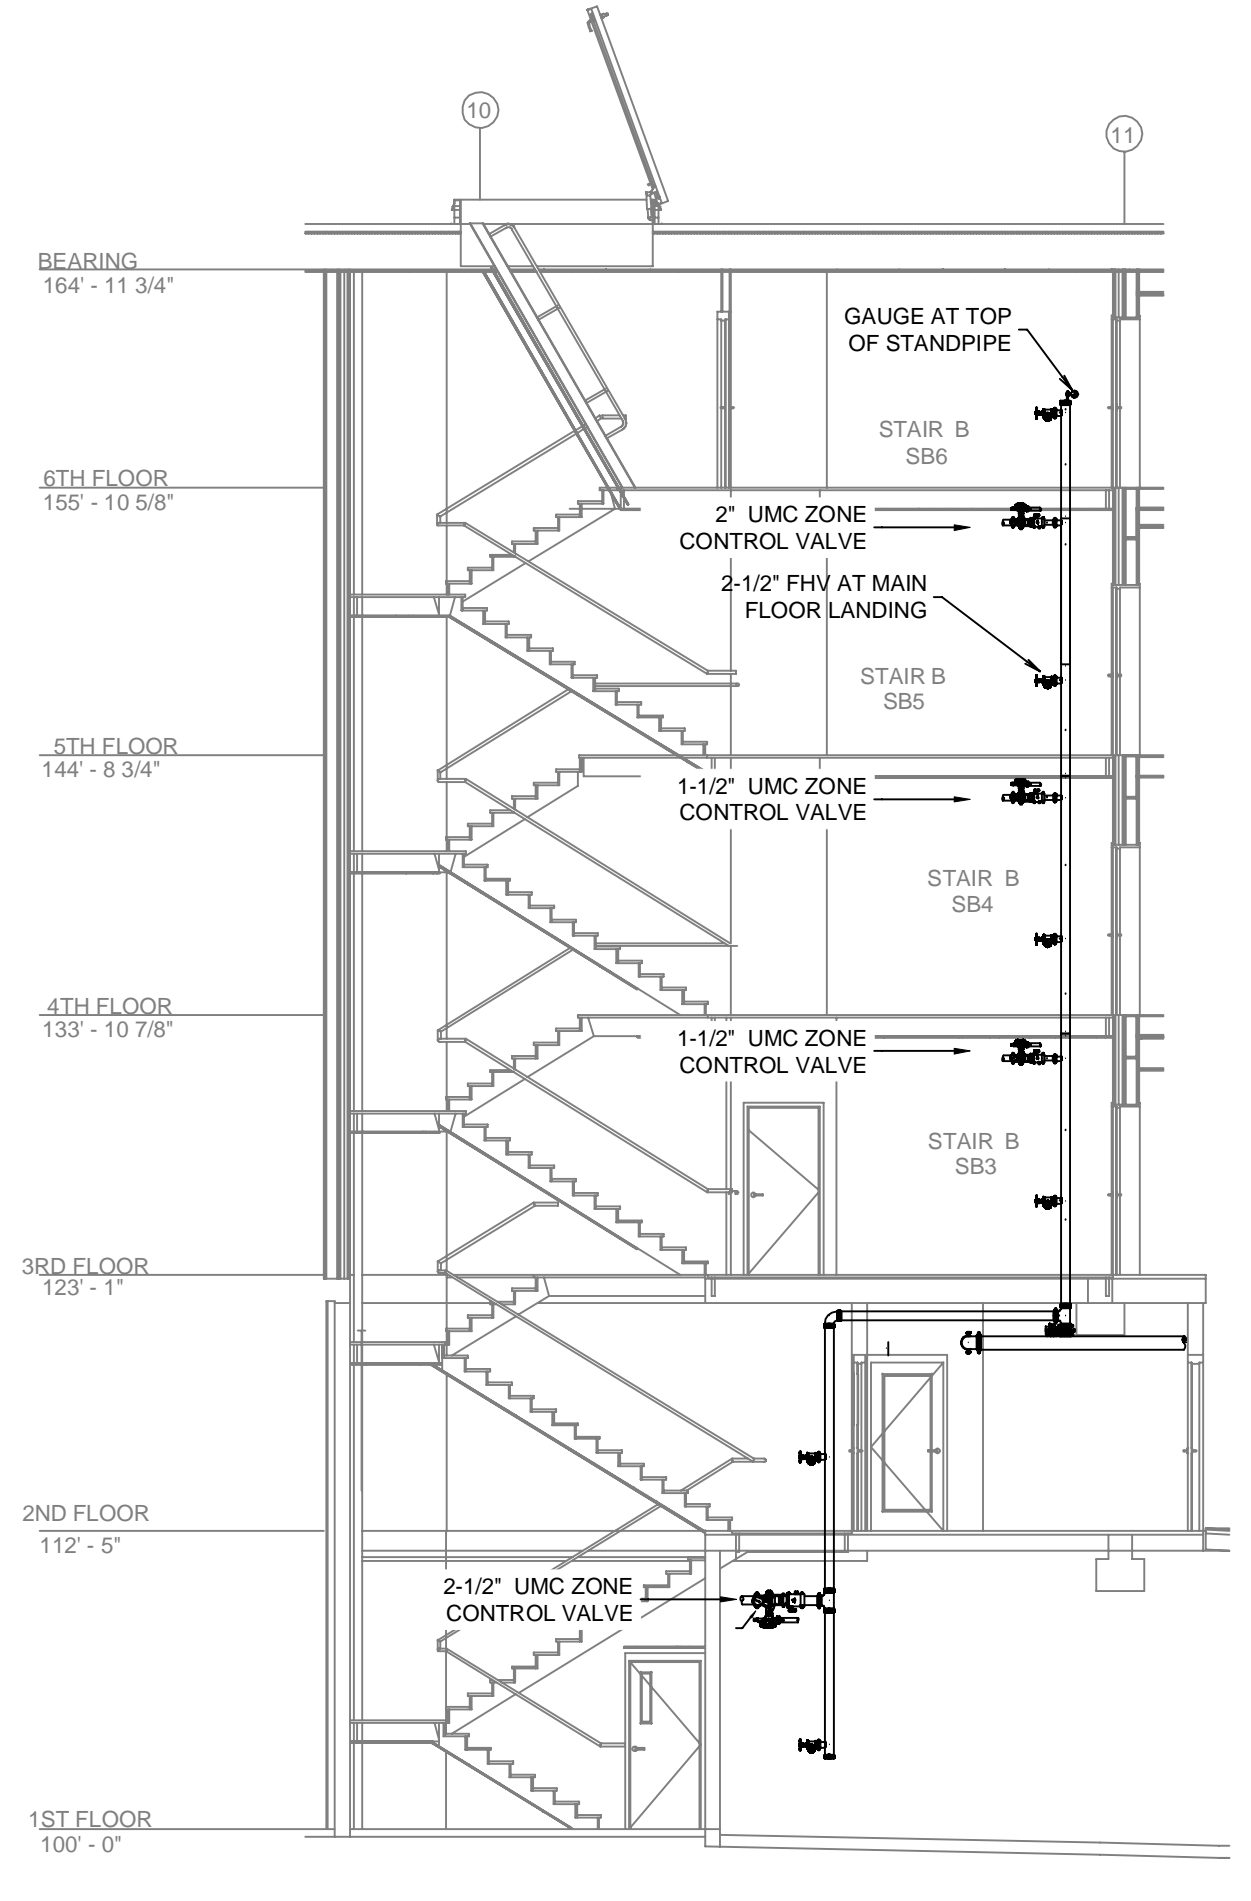 10
11
BEARING
164' - 11 3/4"
GAUGE AT TOP
OF STANDPIPE
STAIR B
SB6
6TH FLOOR
155' - 10 5/8"
2" UMC ZONE
CONTROL VALVE
2-1/2" FHV AT MAIN
FLOOR LANDING
STAIR B
SB5
5TH FLOOR
144' - 8 3/4"
1-1/2" UMC ZONE
CONTROL VALVE
STAIR B
SB4
4TH FLOOR
133' - 10 7/8"
1-1/2" UMC ZONE
CONTROL VALVE
STAIR B
SB3
3RD FLOOR
123' - 1"
2ND FLOOR
112' - 5"
2-1/2" UMC ZONE
CONTROL VALVE
1ST FLOOR
100' - 0"